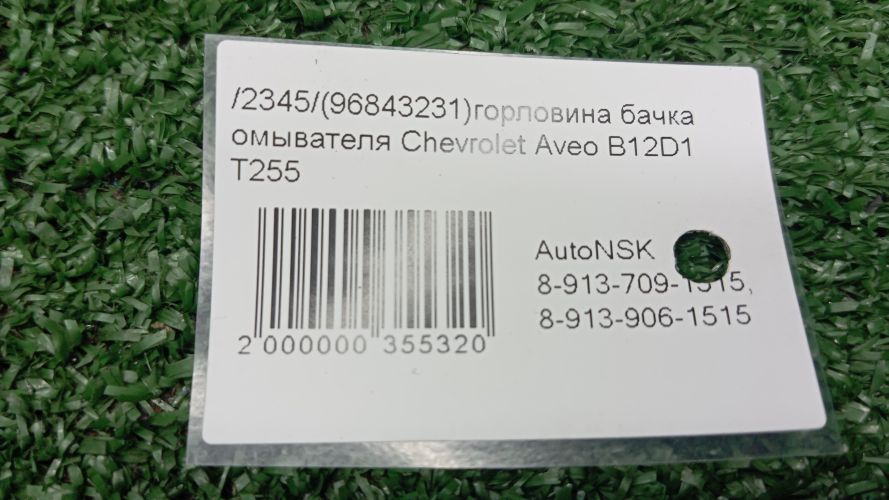 /2345/(96843231)горловина бачка
омывателя Chevrolet Aveo B12D1
T255
AutoNSK
8-913-709-1515,
8-913-906-1515
2 000000 355320